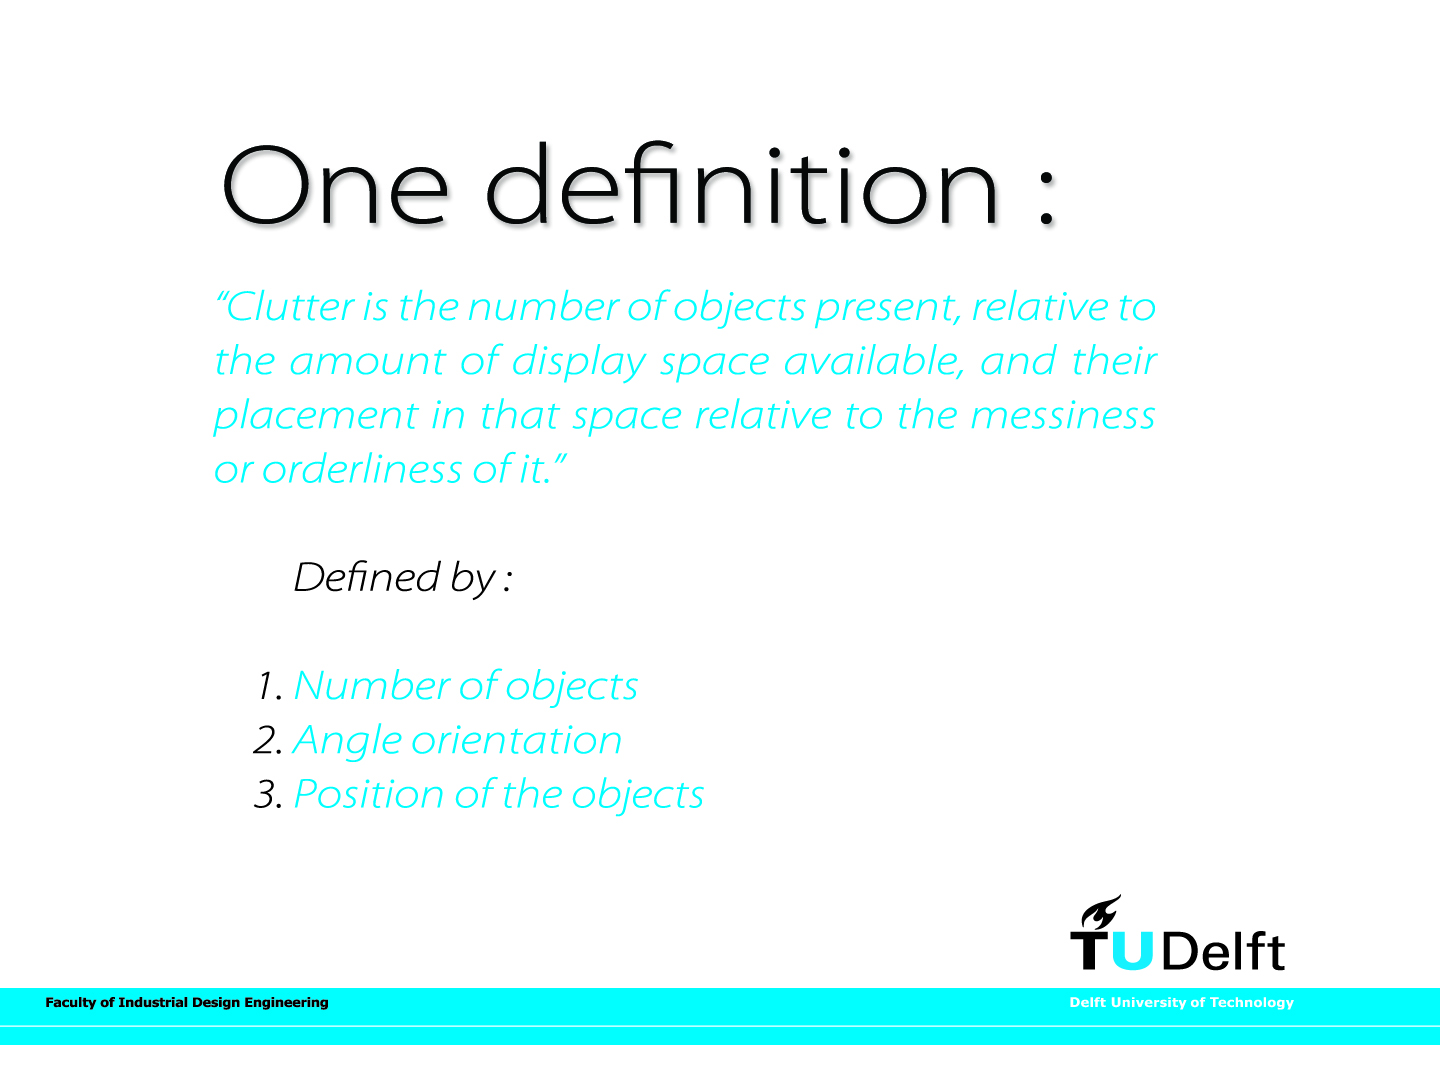 One definition :
“Clutter is the number of objects present, relative to
the amount of display space available, and their
placement in that space relative to the messiness
or orderliness of it.”
Defined by :
1. Number of objects
2. Angle orientation
3. Position of the objects
TUDelft
Faculty of Industrial Design Engineering
Delft University of Technology